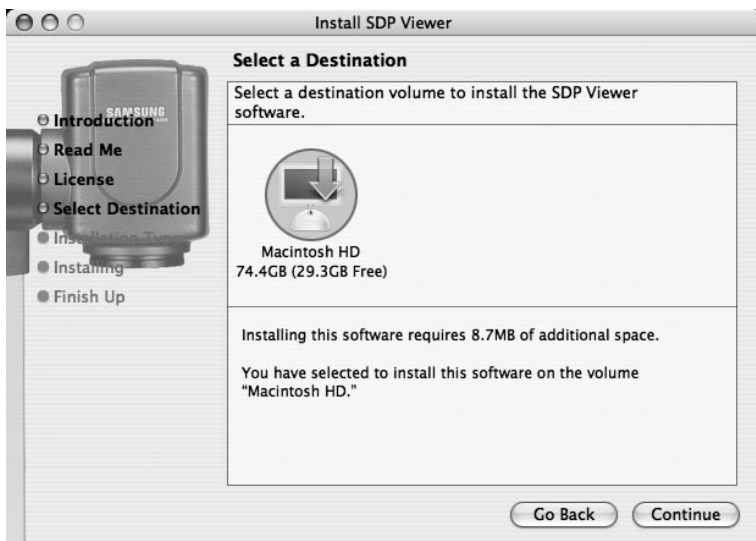 Install SDP Viewer
Select a Destination
SAMSUNG
Introduction
Read Me
License
Select Destination
Installation Type
Installing
Finish Up
Select a destination volume to install the SDP Viewer
software.
Macintosh HD
74.4GB (29.3GB Free)
Installing this software requires 8.7MB of additional space.
You have selected to install this software on the volume
“Macintosh HD.”
Go Back
Continue